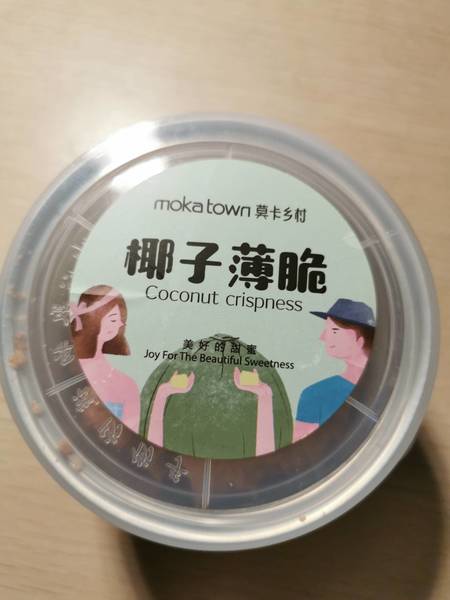 mokatown 莫卡乡村
椰子薄脆
Coconut crispness
美好的甜蜜
Joy For The Beautiful Sweetness